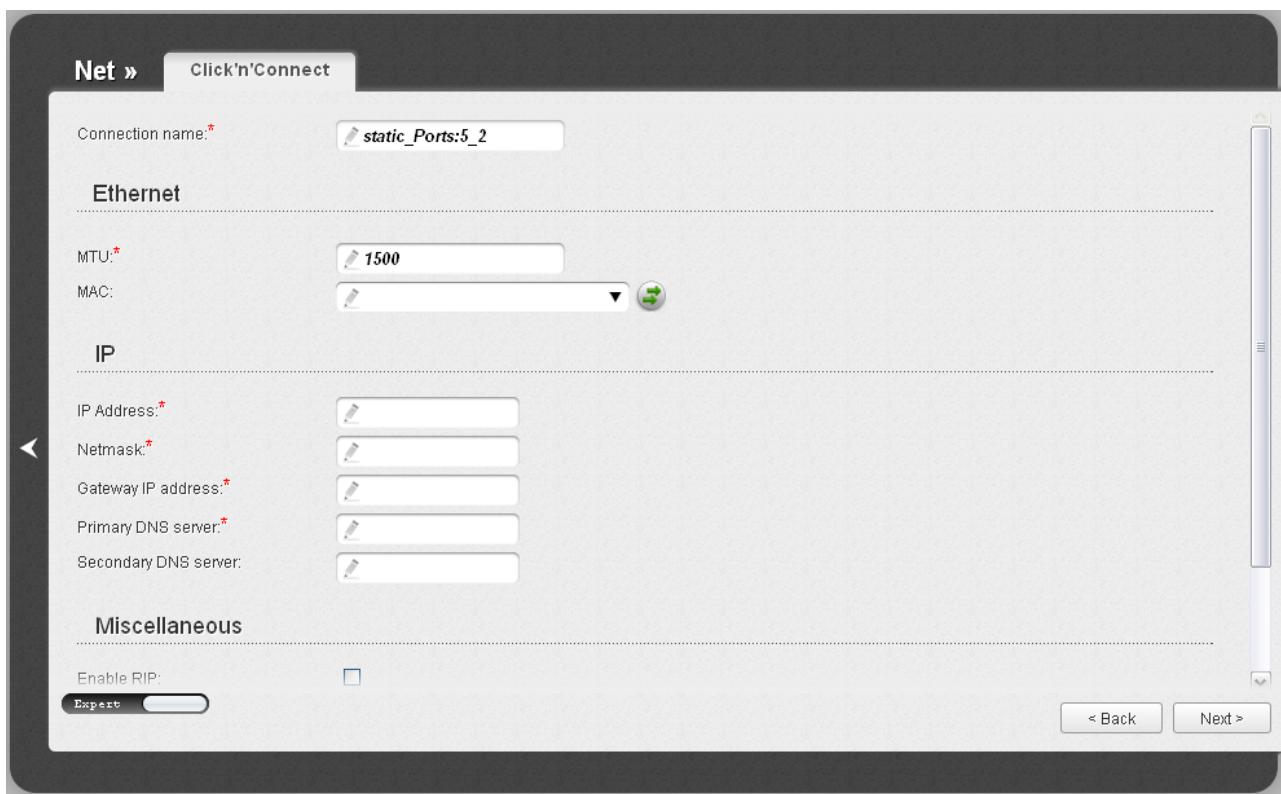 Net » Click'n'Connect
Connection name:* static_Ports:5_2
Ethernet
MTU:* 1500
MAC:
IP
IP Address:*
Netmask:*
Gateway IP address:*
Primary DNS server:*
Secondary DNS server:
Miscellaneous
Enable RIP:
Expert
< Back Next >